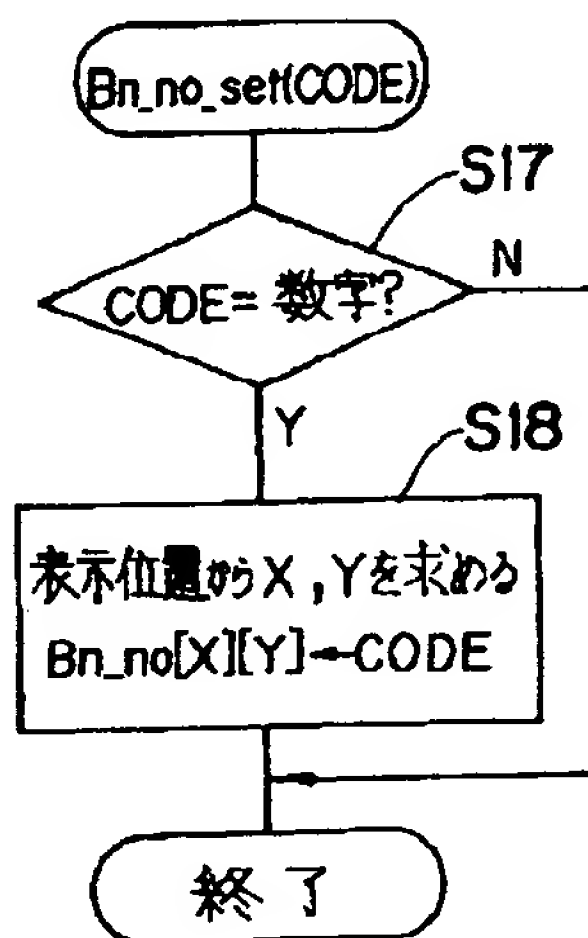 Bn_no_set(CODE)
S17
CODE= 数字?
N
Y
S18
表示位置からX,Yを求める
Bn_no[X][Y]←CODE
終了